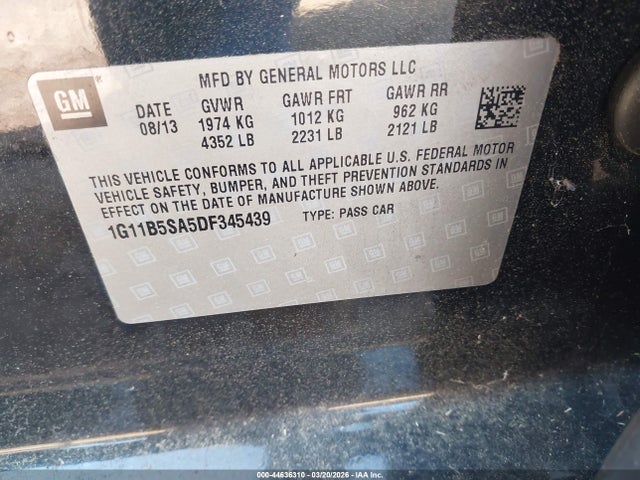 GM
MFD BY GENERAL MOTORS LLC
DATE GVWR GAWR FRT GAWR RR
08/13 1974 KG 1012 KG 962 KG
4352 LB 2231 LB 2121 LB
THIS VEHICLE CONFORMS TO ALL APPLICABLE U.S. FEDERAL MOTOR
VEHICLE SAFETY, BUMPER, AND THEFT PREVENTION STANDARDS IN
EFFECT ON THE DATE OF MANUFACTURE SHOWN ABOVE.
1G11B5SA5DF345439 TYPE: PASS CAR
000-44636310 - 03/20/2026 - COPYRIGHT IAA, LLC